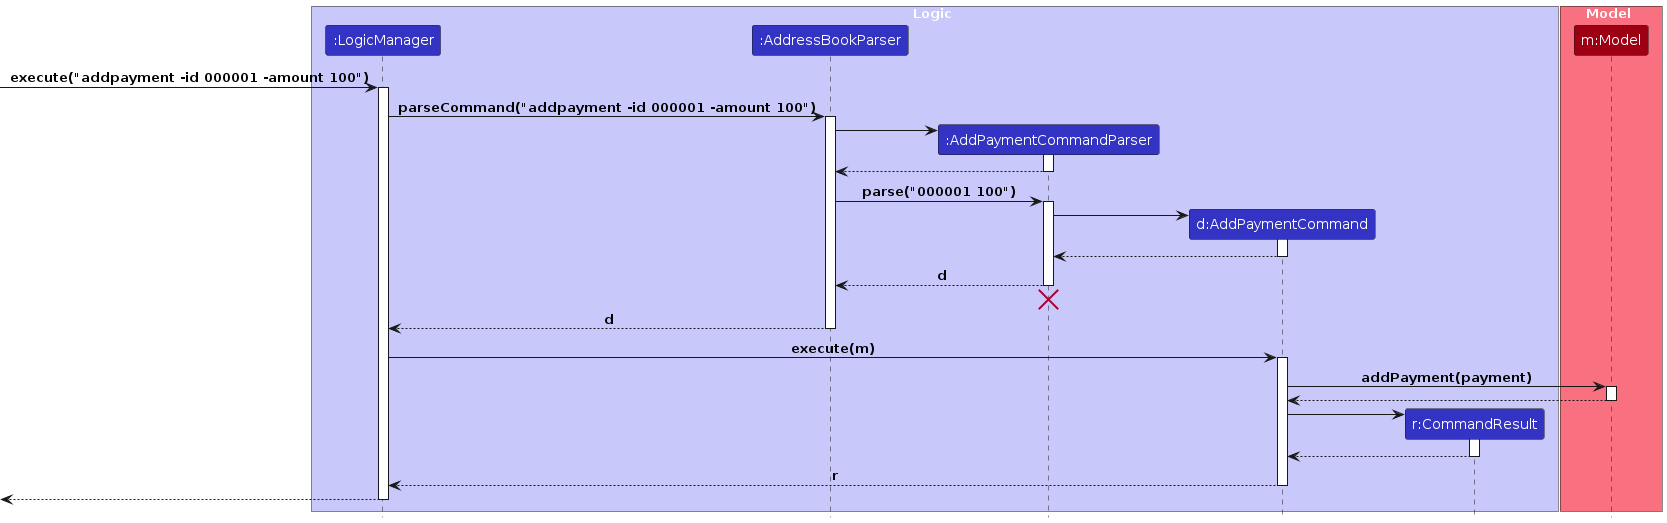 Logic
Model
:LogicManager
:AddressBookParser
m:Model
execute("addpayment -id 000001 -amount 100")
parseCommand("addpayment -id 000001 -amount 100")
:AddPaymentCommandParser
parse("000001 100")
d:AddPaymentCommand
d
d
execute(m)
addPayment(payment)
r:CommandResult
r